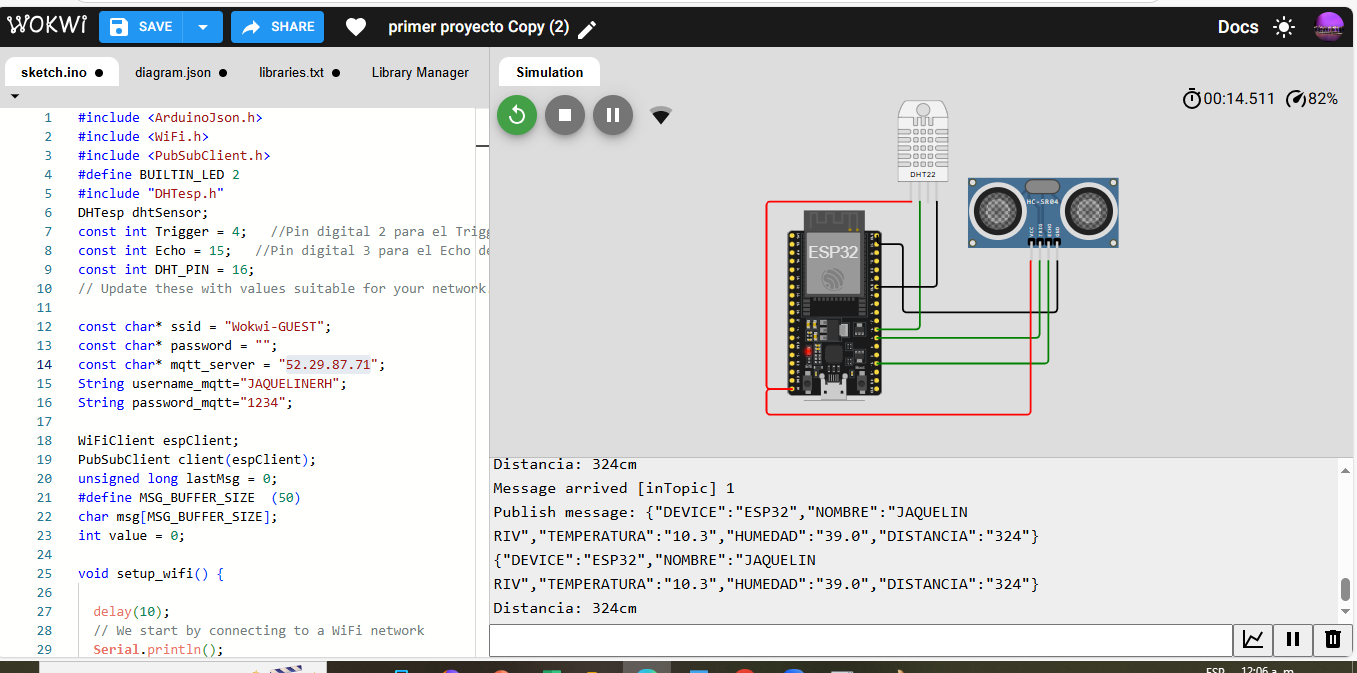 WOKWI SAVE SHARE primer proyecto Copy (2) Docs
sketch.ino diagram.json libraries.txt Library Manager
1 #include <ArduinoJson.h>
2 #include <WiFi.h>
3 #include <PubSubClient.h>
4 #define BUILTIN_LED 2
5 #include "DHTesp.h"
6 DHTesp dhtSensor;
7 const int Trigger = 4;   //Pin digital 2 para el Trigg
8 const int Echo = 15;   //Pin digital 3 para el Echo de
9 const int DHT_PIN = 16;
10 // Update these with values suitable for your network
11
12 const char* ssid = "Wokwi-GUEST";
13 const char* password = "";
14 const char* mqtt_server = "52.29.87.71";
15 String username_mqtt="JAQUELINERH";
16 String password_mqtt="1234";
17
18 WiFiClient espClient;
19 PubSubClient client(espClient);
20 unsigned long lastMsg = 0;
21 #define MSG_BUFFER_SIZE  (50)
22 char msg[MSG_BUFFER_SIZE];
23 int value = 0;
24
25 void setup_wifi() {
26
27 delay(10);
28 // We start by connecting to a WiFi network
29 Serial.println();
Simulation
00:14.511 82%
DHT22
HC-SR04
VCC
TRIG
ECHO
GND
ESP32
Distancia: 324cm
Message arrived [inTopic] 1
Publish message: {"DEVICE":"ESP32","NOMBRE":"JAQUELIN
RIV","TEMPERATURA":"10.3","HUMEDAD":"39.0","DISTANCIA":"324"}
{"DEVICE":"ESP32","NOMBRE":"JAQUELIN
RIV","TEMPERATURA":"10.3","HUMEDAD":"39.0","DISTANCIA":"324"}
Distancia: 324cm
ESP 12:06 a. m.